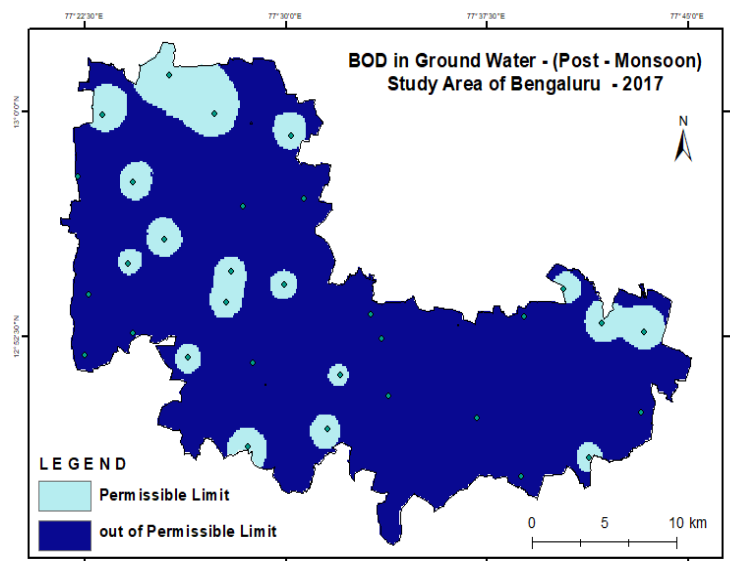 77°22'30"E 77°30'0"E 77°37'30"E 77°45'0"E
BOD in Ground Water - (Post - Monsoon)
Study Area of Bengaluru - 2017
13°0'0"N
N
12°52'30"N
LEGEND
Permissible Limit
out of Permissible Limit
0 5 10 km